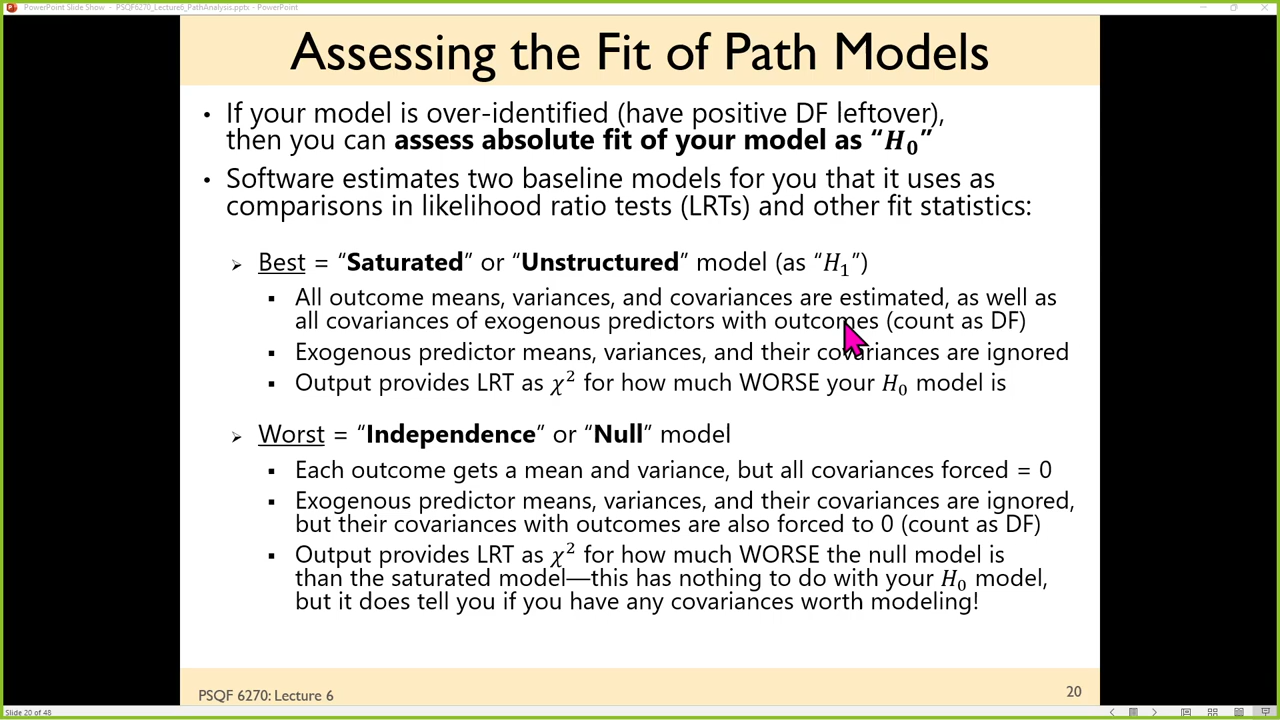 PowerPoint Slide Show - PSQF6270_Lecture6_PathAnalysis.pptx - PowerPoint
Assessing the Fit of Path Models
• If your model is over-identified (have positive DF leftover),
then you can assess absolute fit of your model as “H₀”
• Software estimates two baseline models for you that it uses as
comparisons in likelihood ratio tests (LRTs) and other fit statistics:
➢ Best = “Saturated” or “Unstructured” model (as “H₁”)
▪ All outcome means, variances, and covariances are estimated, as well as
all covariances of exogenous predictors with outcomes (count as DF)
▪ Exogenous predictor means, variances, and their covariances are ignored
▪ Output provides LRT as χ² for how much WORSE your H₀ model is
➢ Worst = “Independence” or “Null” model
▪ Each outcome gets a mean and variance, but all covariances forced = 0
▪ Exogenous predictor means, variances, and their covariances are ignored,
but their covariances with outcomes are also forced to 0 (count as DF)
▪ Output provides LRT as χ² for how much WORSE the null model is
than the saturated model—this has nothing to do with your H₀ model,
but it does tell you if you have any covariances worth modeling!
PSQF 6270: Lecture 6
20
Slide 20 of 48